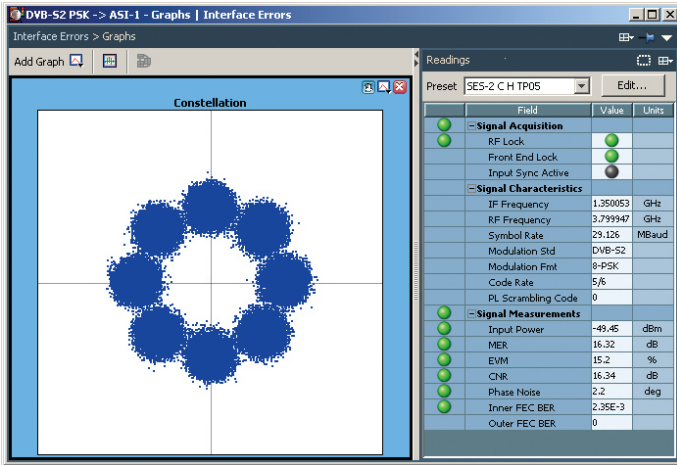 DVB-S2 PSK -> ASI-1 - Graphs | Interface Errors
Interface Errors > Graphs
Add Graph
Constellation
Readings
Preset SES-2 C H TP05 Edit...
Field Value Units
Signal Acquisition
RF Lock
Front End Lock
Input Sync Active
Signal Characteristics
IF Frequency 1.350053 GHz
RF Frequency 3.799947 GHz
Symbol Rate 29.126 MBaud
Modulation Std DVB-S2
Modulation Fmt 8-PSK
Code Rate 5/6
PL Scrambling Code 0
Signal Measurements
Input Power -49.45 dBm
MER 16.32 dB
EVM 15.2 %
CNR 16.34 dB
Phase Noise 2.2 deg
Inner FEC BER 2.35E-3
Outer FEC BER 0